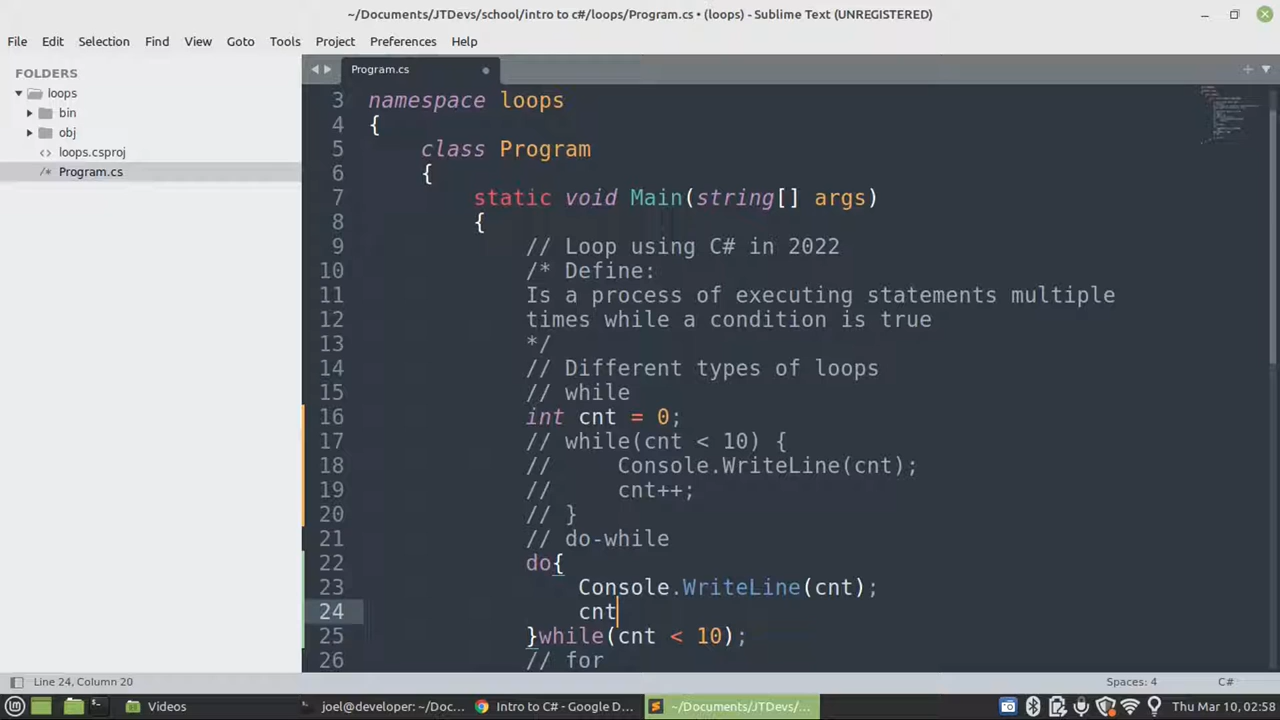 ~/Documents/JTDevs/school/intro to c#/loops/Program.cs • (loops) - Sublime Text (UNREGISTERED)
File Edit Selection Find View Goto Tools Project Preferences Help
FOLDERS
loops
bin
obj
<> loops.csproj
/* Program.cs
Program.cs
3 namespace loops
4 {
5 class Program
6 {
7 static void Main(string[] args)
8 {
9 // Loop using C# in 2022
10 /* Define:
11 Is a process of executing statements multiple
12 times while a condition is true
13 */
14 // Different types of loops
15 // while
16 int cnt = 0;
17 // while(cnt < 10) {
18 // Console.WriteLine(cnt);
19 // cnt++;
20 // }
21 // do-while
22 do{
23 Console.WriteLine(cnt);
24 cnt
25 }while(cnt < 10);
26 // for
Line 24, Column 20 Spaces: 4 C#
Videos joel@developer: ~/Doc... Intro to C# - Google D... ~/Documents/JTDevs/... Thu Mar 10, 02:58